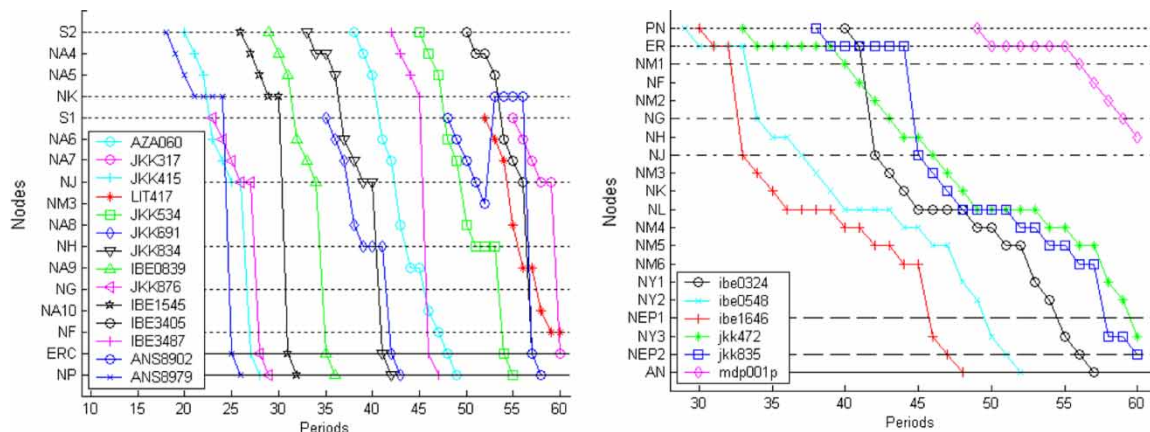 S2
NA4
NA5
NK
S1
NA6
NA7
NJ
NM3
NA8
NH
NA9
NG
NA10
NF
ERC
NP
Nodes
AZA060
JKK317
JKK415
LIT417
JKK534
JKK691
JKK834
IBE0839
JKK876
IBE1545
IBE3405
IBE3487
ANS8902
ANS8979
10 15 20 25 30 35 40 45 50 55 60
Periods
PN
ER
NM1
NF
NM2
NG
NH
NJ
NM3
NK
NL
NM4
NM5
NM6
NY1
NY2
NEP1
NY3
NEP2
AN
Nodes
ibe0324
ibe0548
ibe1646
jkk472
jkk835
mdp001p
30 35 40 45 50 55 60
Periods